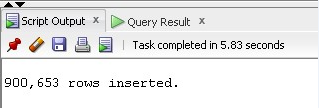 Script Output x Query Result x
Task completed in 5.83 seconds
900,653 rows inserted.